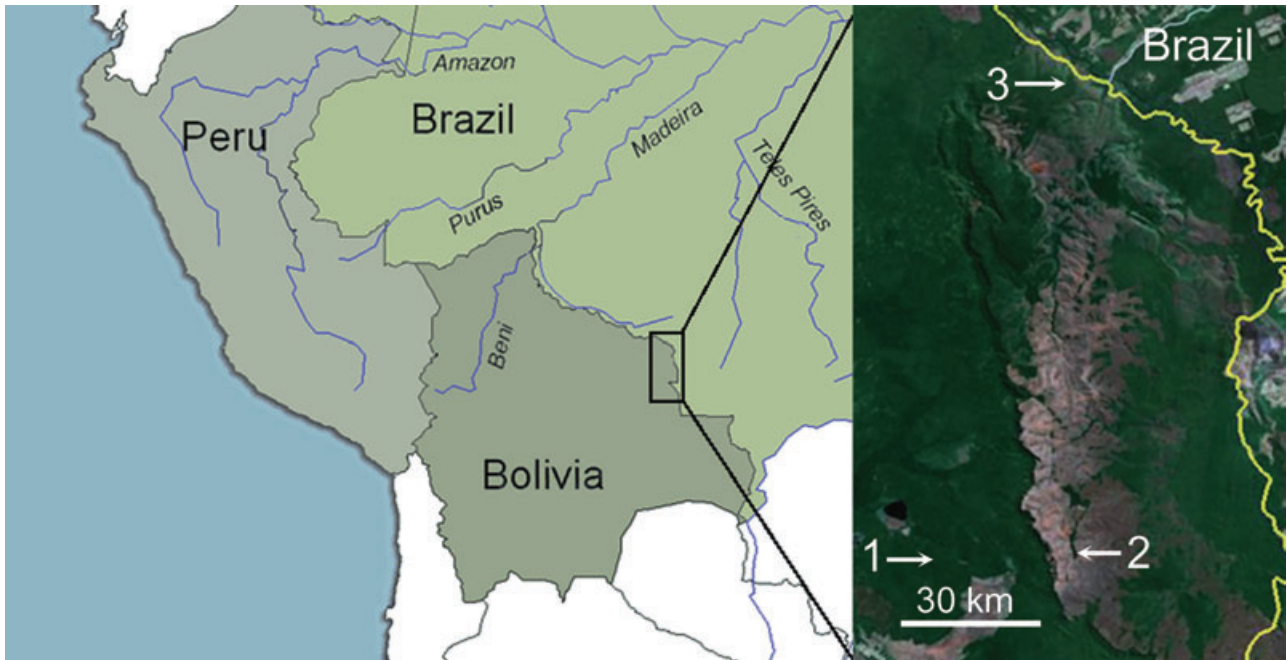 Amazon
Peru
Brazil
Madeira
Teles Pires
Purus
Beni
Bolivia
Brazil
3
1
2
30 km